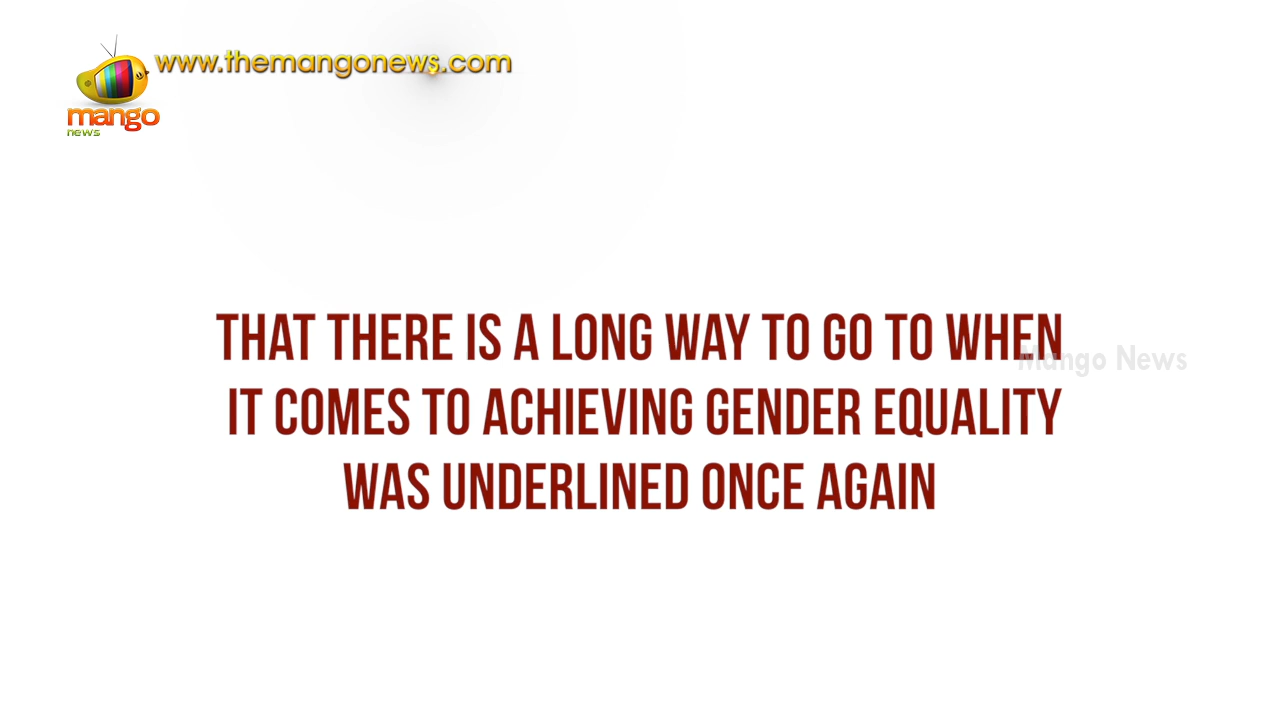 www.themangonews.com
mango
news
THAT THERE IS A LONG WAY TO GO TO WHEN
Mango News
IT COMES TO ACHIEVING GENDER EQUALITY
WAS UNDERLINED ONCE AGAIN